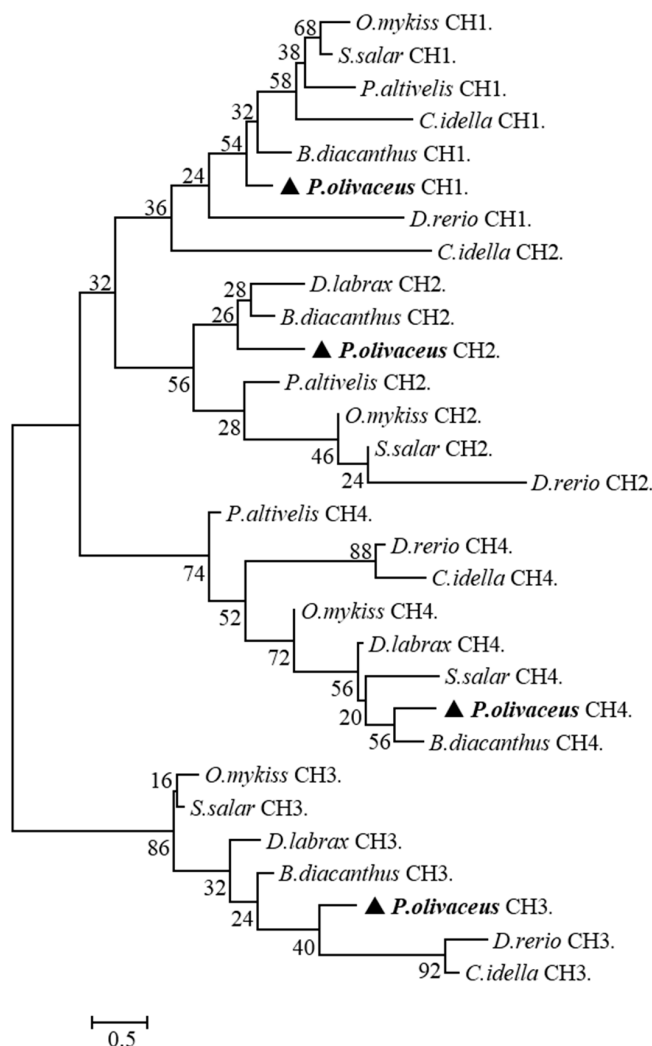 O.mykiss CH1.
68
S.salar CH1.
38
P.altivelis CH1.
58
C.idella CH1.
32
B.diacanthus CH1.
54
▲ P.olivaceus CH1.
24
D.rerio CH1.
36
C.idella CH2.
32
D.labrax CH2.
28
B.diacanthus CH2.
26
▲ P.olivaceus CH2.
56
P.altivelis CH2.
28
O.mykiss CH2.
46
S.salar CH2.
24
D.rerio CH2.
P.altivelis CH4.
74
D.rerio CH4.
88
C.idella CH4.
52
O.mykiss CH4.
72
D.labrax CH4.
56
S.salar CH4.
20
▲ P.olivaceus CH4.
56
B.diacanthus CH4.
O.mykiss CH3.
16
S.salar CH3.
86
D.labrax CH3.
32
B.diacanthus CH3.
24
▲ P.olivaceus CH3.
40
D.rerio CH3.
92
C.idella CH3.
0.5